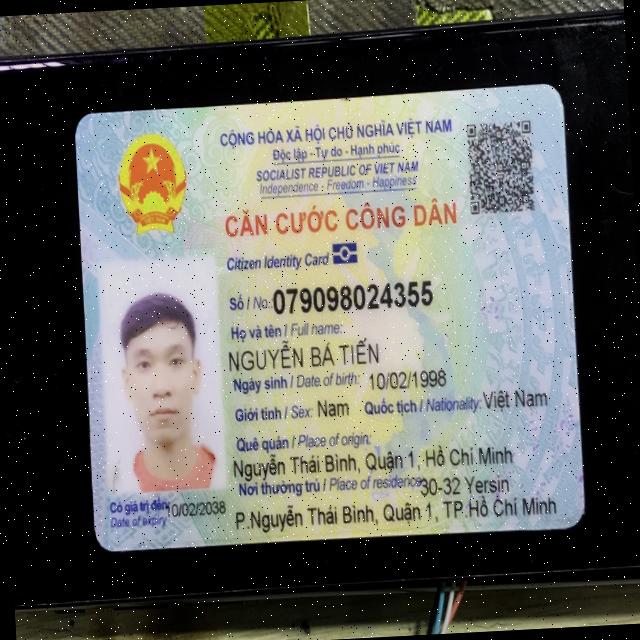 CỘNG HÒA XÃ HỘI CHỦ NGHĨA VIỆT NAM
Độc lập - Tự do - Hạnh phúc
SOCIALIST REPUBLIC OF VIET NAM
Independence - Freedom - Happiness
CĂN CƯỚC CÔNG DÂN
Citizen Identity Card
Số / No: 079098024355
Họ và tên / Full name:
NGUYỄN BÁ TIẾN
Ngày sinh / Date of birth: 10/02/1998
Giới tính / Sex: Nam Quốc tịch / Nationality: Việt Nam
Quê quán / Place of origin:
Nguyễn Thái Bình, Quận 1, Hồ Chí Minh
Nơi thường trú / Place of residence: 30-32 Yersin
P.Nguyễn Thái Bình, Quận 1, TP.Hồ Chí Minh
Có giá trị đến: 10/02/2038
Date of expiry